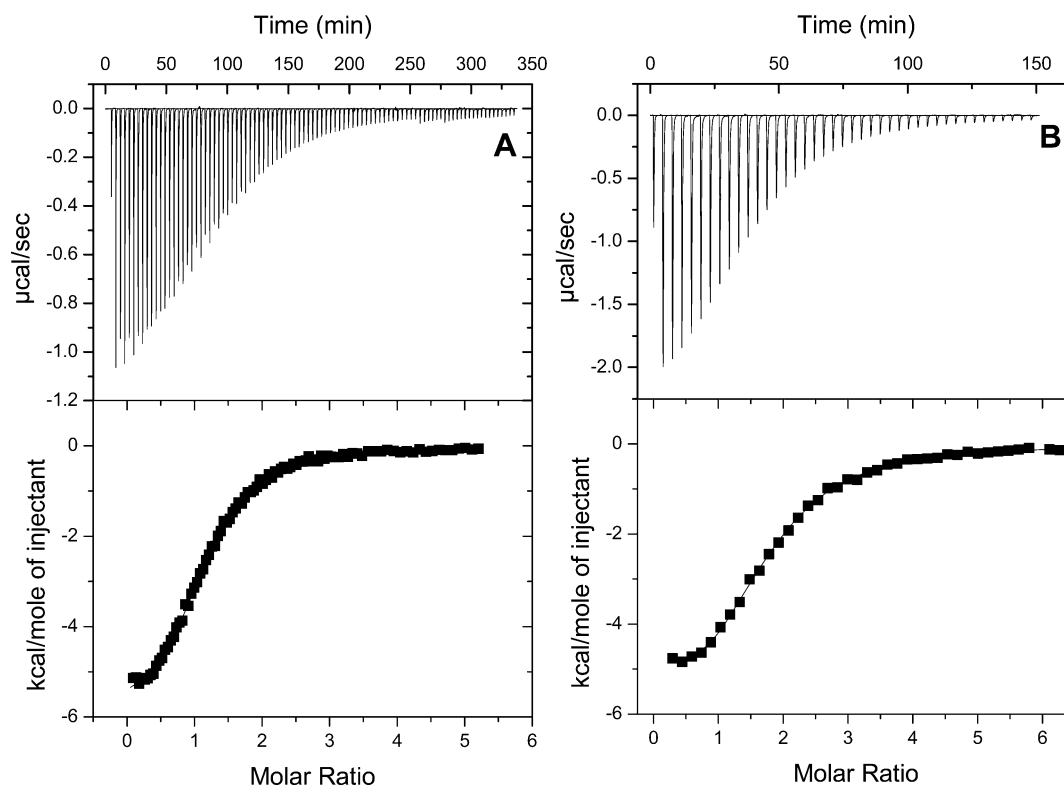 Time (min)
0 50 100 150 200 250 300 350
0.0
-0.2
-0.4
-0.6
-0.8
-1.0
-1.2
µcal/sec
A
0
-2
-4
-6
kcal/mole of injectant
0 1 2 3 4 5 6
Molar Ratio
Time (min)
0 50 100 150
0.0
-0.5
-1.0
-1.5
-2.0
µcal/sec
B
0
-2
-4
-6
kcal/mole of injectant
0 1 2 3 4 5 6
Molar Ratio